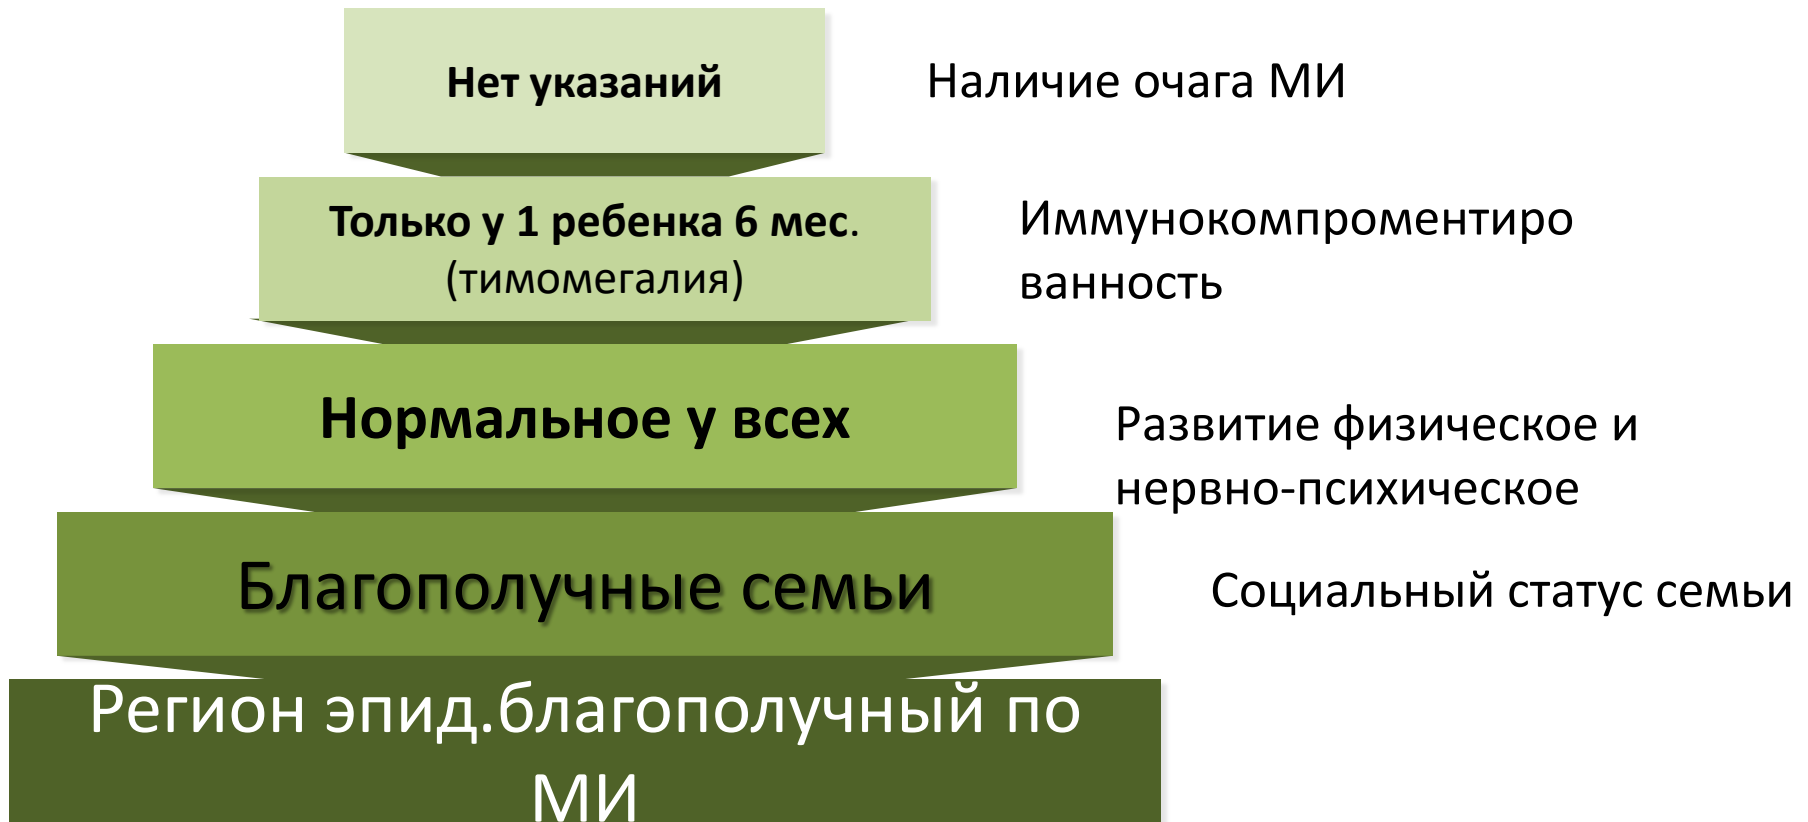 Нет указаний
Наличие очага МИ
Только у 1 ребенка 6 мес.
(тимомегалия)
Иммунокомпроментиро
ванность
Нормальное у всех
Развитие физическое и
нервно-психическое
Благополучные семьи
Социальный статус семьи
Регион эпид.благополучный по
МИ